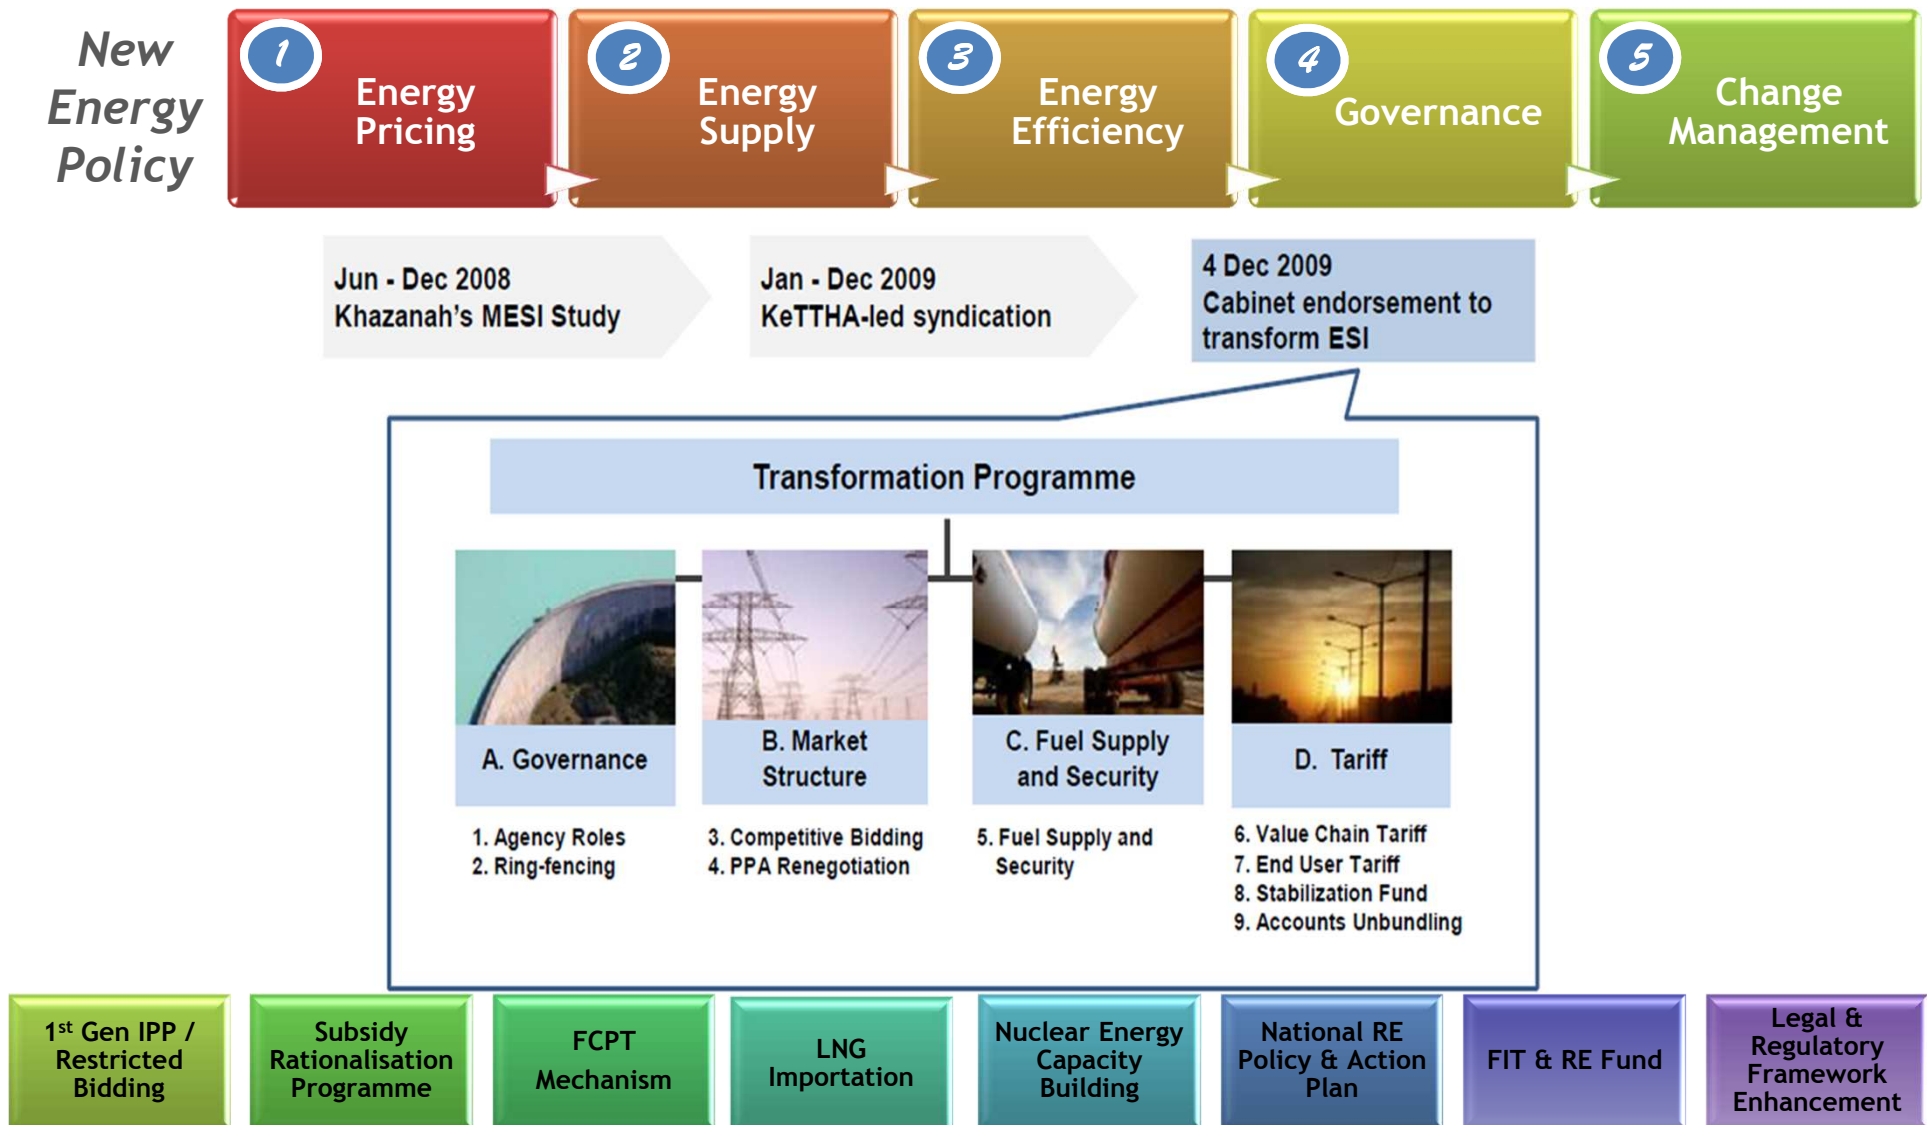 New
Energy
Policy
1
Energy
Pricing
2
Energy
Supply
3
Energy
Efficiency
4
Governance
5
Change
Management
Jun - Dec 2008
Khazanah's MESI Study
Jan - Dec 2009
KeTTHA-led syndication
4 Dec 2009
Cabinet endorsement to
transform ESI
Transformation Programme
A. Governance
B. Market
Structure
C. Fuel Supply
and Security
D. Tariff
1. Agency Roles
2. Ring-fencing
3. Competitive Bidding
4. PPA Renegotiation
5. Fuel Supply and
Security
6. Value Chain Tariff
7. End User Tariff
8. Stabilization Fund
9. Accounts Unbundling
1st Gen IPP /
Restricted
Bidding
Subsidy
Rationalisation
Programme
FCPT
Mechanism
LNG
Importation
Nuclear Energy
Capacity
Building
National RE
Policy & Action
Plan
FIT & RE Fund
Legal &
Regulatory
Framework
Enhancement